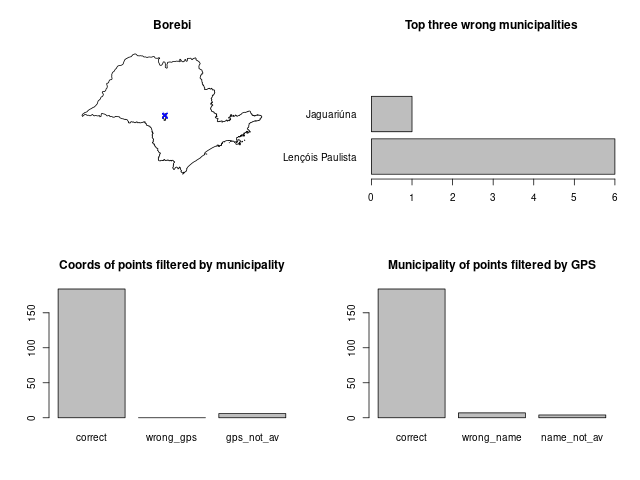 Borebi
Top three wrong municipalities
Jaguariúna
Lençóis Paulista
0 1 2 3 4 5 6
Coords of points filtered by municipality
0 50 100 150
correct wrong_gps gps_not_av
Municipality of points filtered by GPS
0 50 100 150
correct wrong_name name_not_av